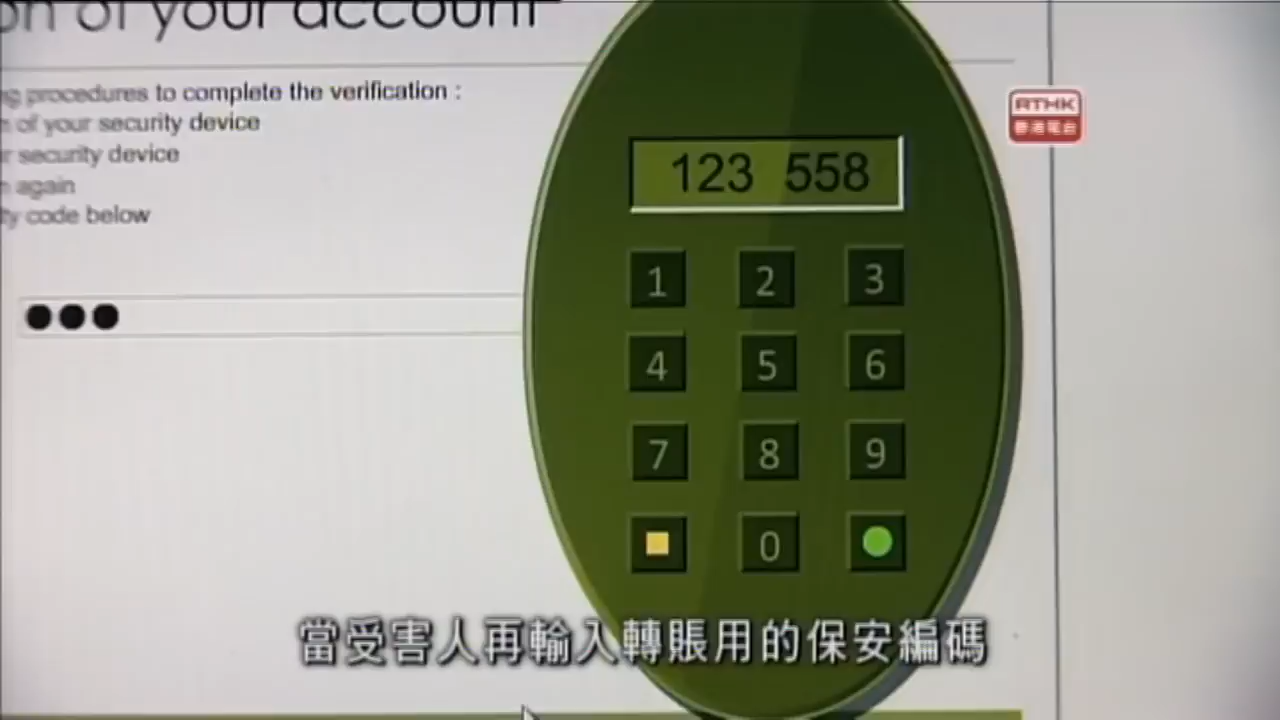 on of your account
ng procedures to complete the verification :
n of your security device
r security device
n again
ty code below
RTHK
香港電台
123 558
1 2 3
4 5 6
7 8 9
0
當受害人再輸入轉賬用的保安編碼